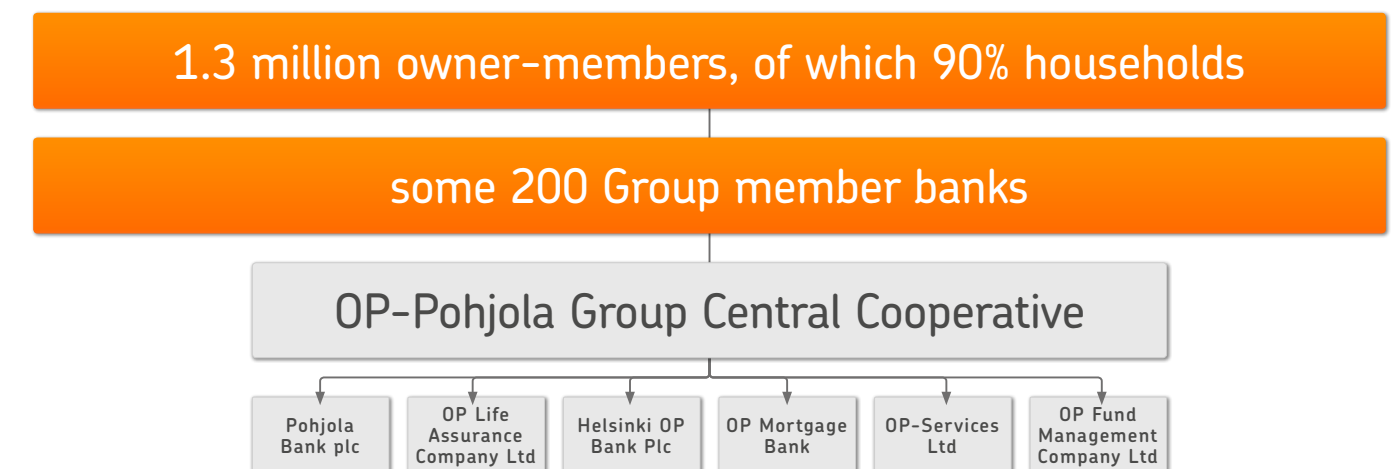 1.3 million owner-members, of which 90% households
some 200 Group member banks
OP-Pohjola Group Central Cooperative
Pohjola
Bank plc
OP Life
Assurance
Company Ltd
Helsinki OP
Bank Plc
OP Mortgage
Bank
OP-Services
Ltd
OP Fund
Management
Company Ltd